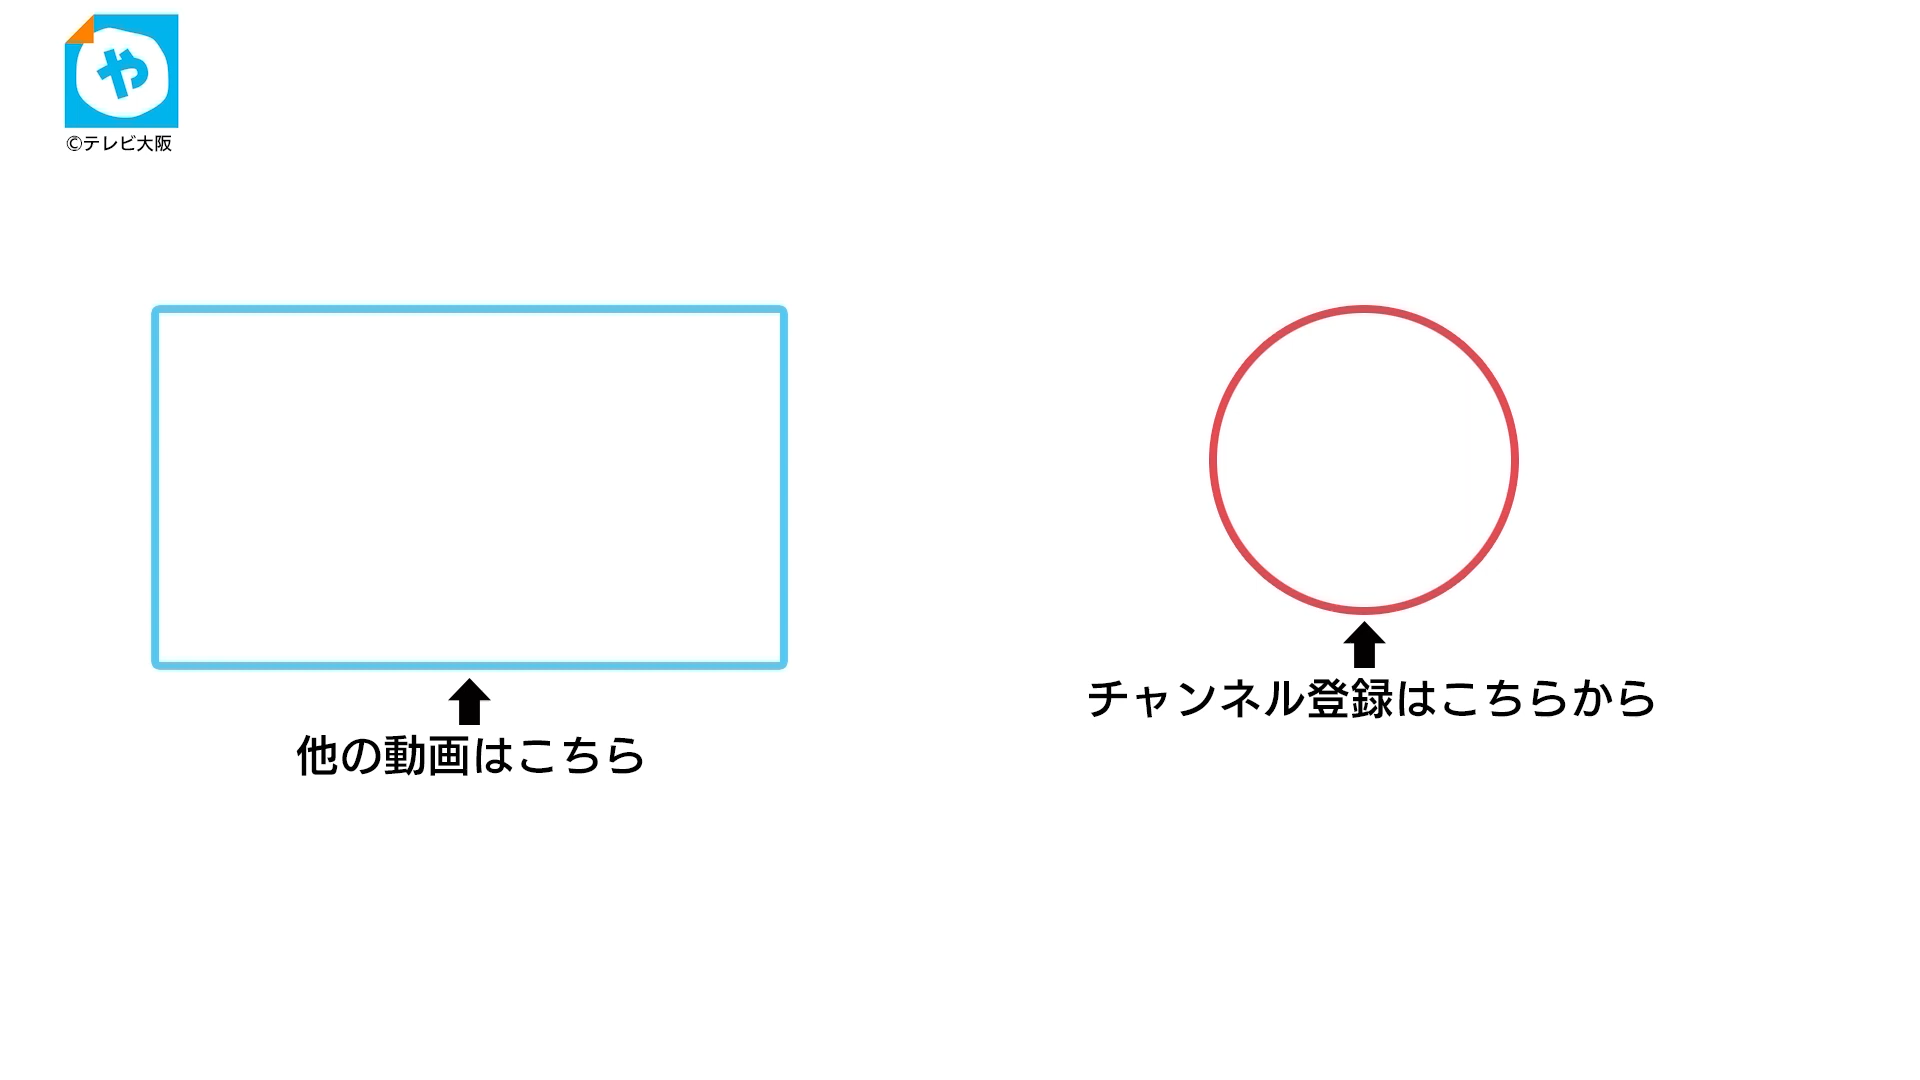 や
©テレビ大阪
他の動画はこちら
チャンネル登録はこちらから